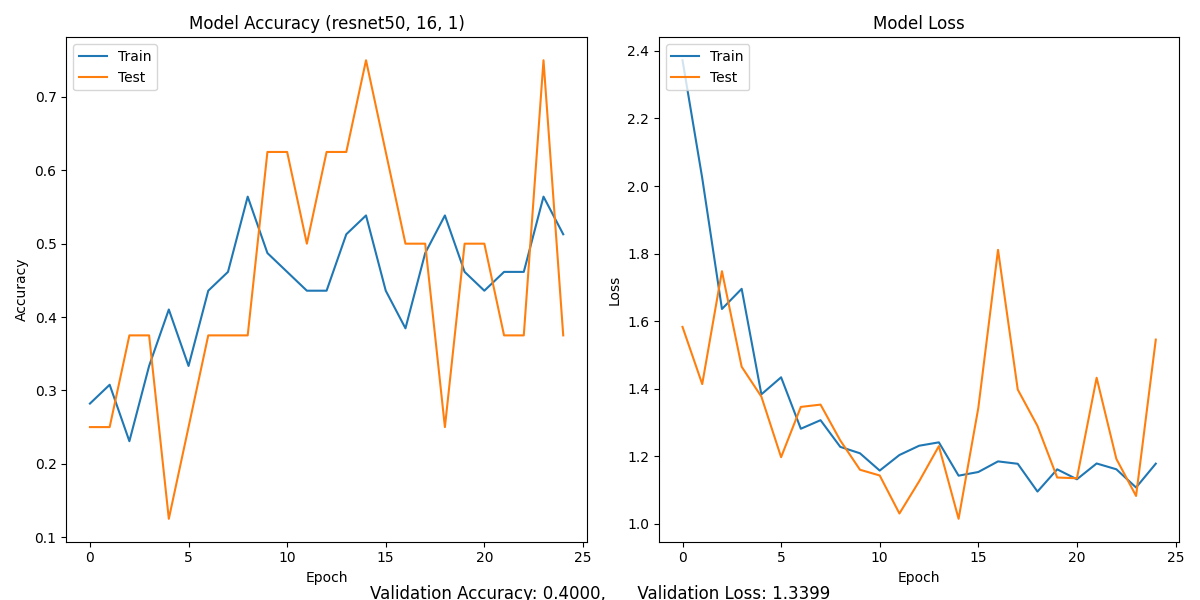 Model Accuracy (resnet50, 16, 1)
Train
Test
0.7
0.6
0.5
0.4
0.3
0.2
0.1
Accuracy
0 5 10 15 20 25
Epoch
Model Loss
Train
Test
2.4
2.2
2.0
1.8
1.6
1.4
1.2
1.0
Loss
0 5 10 15 20 25
Epoch
Validation Accuracy: 0.4000, Validation Loss: 1.3399